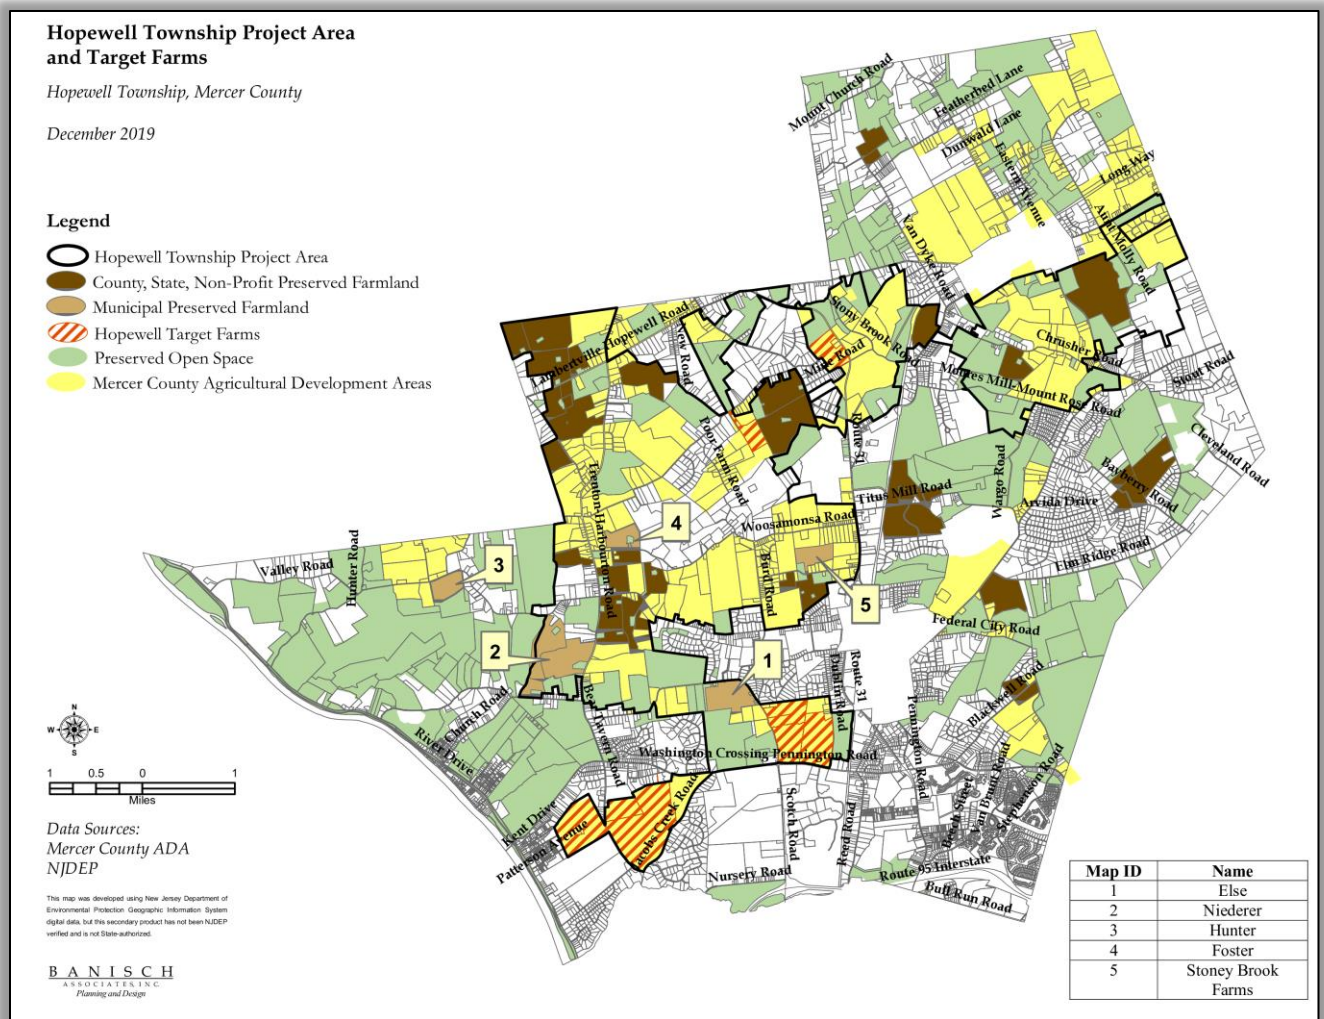 Hopewell Township Project Area
and Target Farms
Hopewell Township, Mercer County
December 2019
Legend
Hopewell Township Project Area
County, State, Non-Profit Preserved Farmland
Municipal Preserved Farmland
Hopewell Target Farms
Preserved Open Space
Mercer County Agricultural Development Areas
Mount Church Road
Featherbed Lane
Dunwald Lane
Eastern Avenue
Long Way
Aunt Molly Road
Van Dyke Road
Stony Brook Road
Lambertville Hopewell Road
New Road
Mine Road
Chrusher Road
Stout Road
Moores Mill-Mount Rose Road
Route 31
Cleveland Road
Poor Farm Road
Trenton-Harbourton Road
Titus Mill Road
Wargo Road
Bayberry Road
Arvida Drive
Woosamonsa Road
4
Elm Ridge Road
Valley Road
Hunter Road
3
Burd Road
5
Federal City Road
2
1
Dublin Road
Route 31
Blackwell Road
Church Road
Bear Tavern Road
Pennington Road
River Drive
Washington Crossing Pennington Road
Van Brunt Road
Stephenson Road
Beech Street
Kent Drive
Patterson Avenue
Jacobs Creek Road
Scotch Road
Reed Road
Nursery Road
Route 95 Interstate
Bull Run Road
N
W E
S
1 0.5 0 1
Miles
Data Sources:
Mercer County ADA
NJDEP
This map was developed using New Jersey Department of
Environmental Protection Geographic Information System
digital data, but this secondary product has not been NJDEP
verified and is not State-authorized.
BANISCH
ASSOCIATES, INC.
Planning and Design
Map ID Name
1 Else
2 Niederer
3 Hunter
4 Foster
5 Stoney Brook
Farms